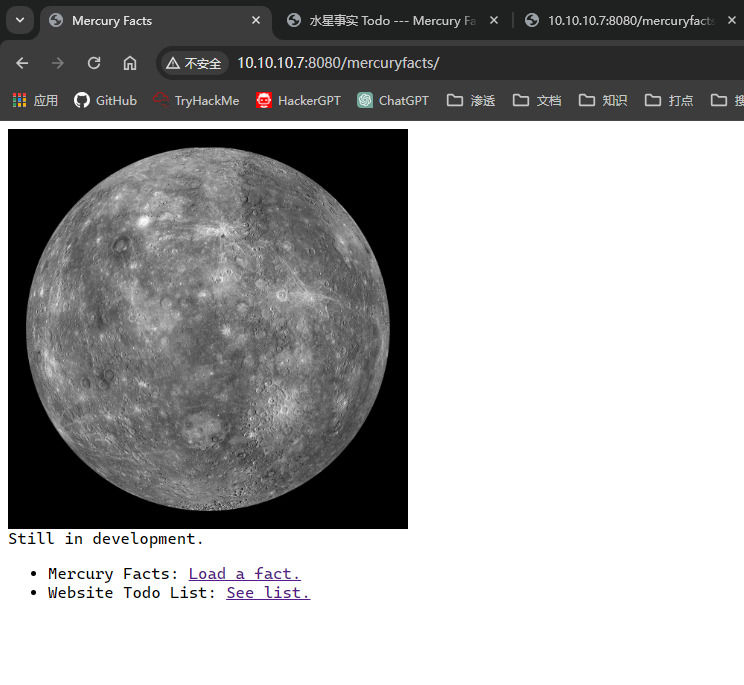 Mercury Facts
水星事实 Todo --- Mercury Fa
10.10.10.7:8080/mercuryfacts
不安全
10.10.10.7:8080/mercuryfacts/
应用 GitHub TryHackMe HackerGPT ChatGPT 渗透 文档 知识 打点
Still in development.
• Mercury Facts: Load a fact.
• Website Todo List: See list.